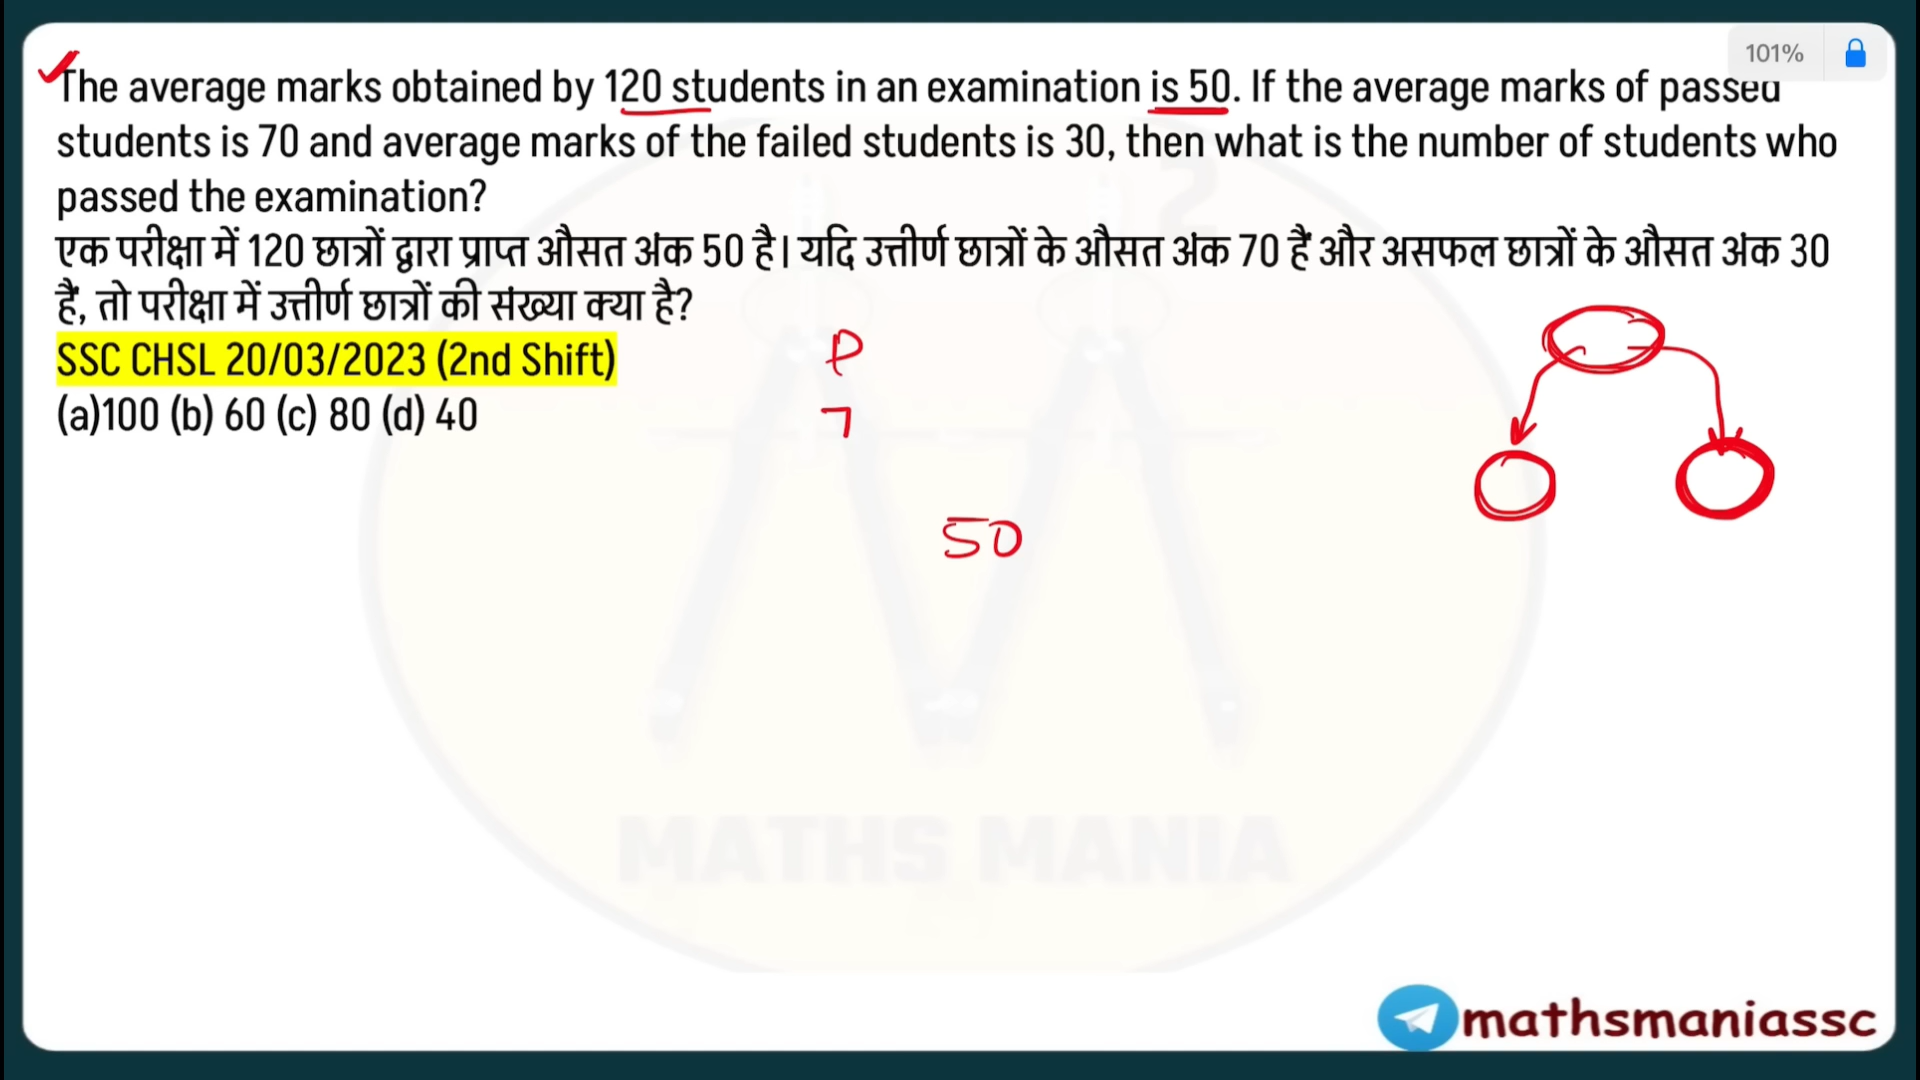 101%
The average marks obtained by 120 students in an examination is 50. If the average marks of passed
students is 70 and average marks of the failed students is 30, then what is the number of students who
passed the examination?
एक परीक्षा में 120 छात्रों द्वारा प्राप्त औसत अंक 50 है। यदि उत्तीर्ण छात्रों के औसत अंक 70 हैं और असफल छात्रों के औसत अंक 30
हैं, तो परीक्षा में उत्तीर्ण छात्रों की संख्या क्या है?
SSC CHSL 20/03/2023 (2nd Shift)
(a)100 (b) 60 (c) 80 (d) 40
P
7
50
MATHS MANIA
mathsmaniassc